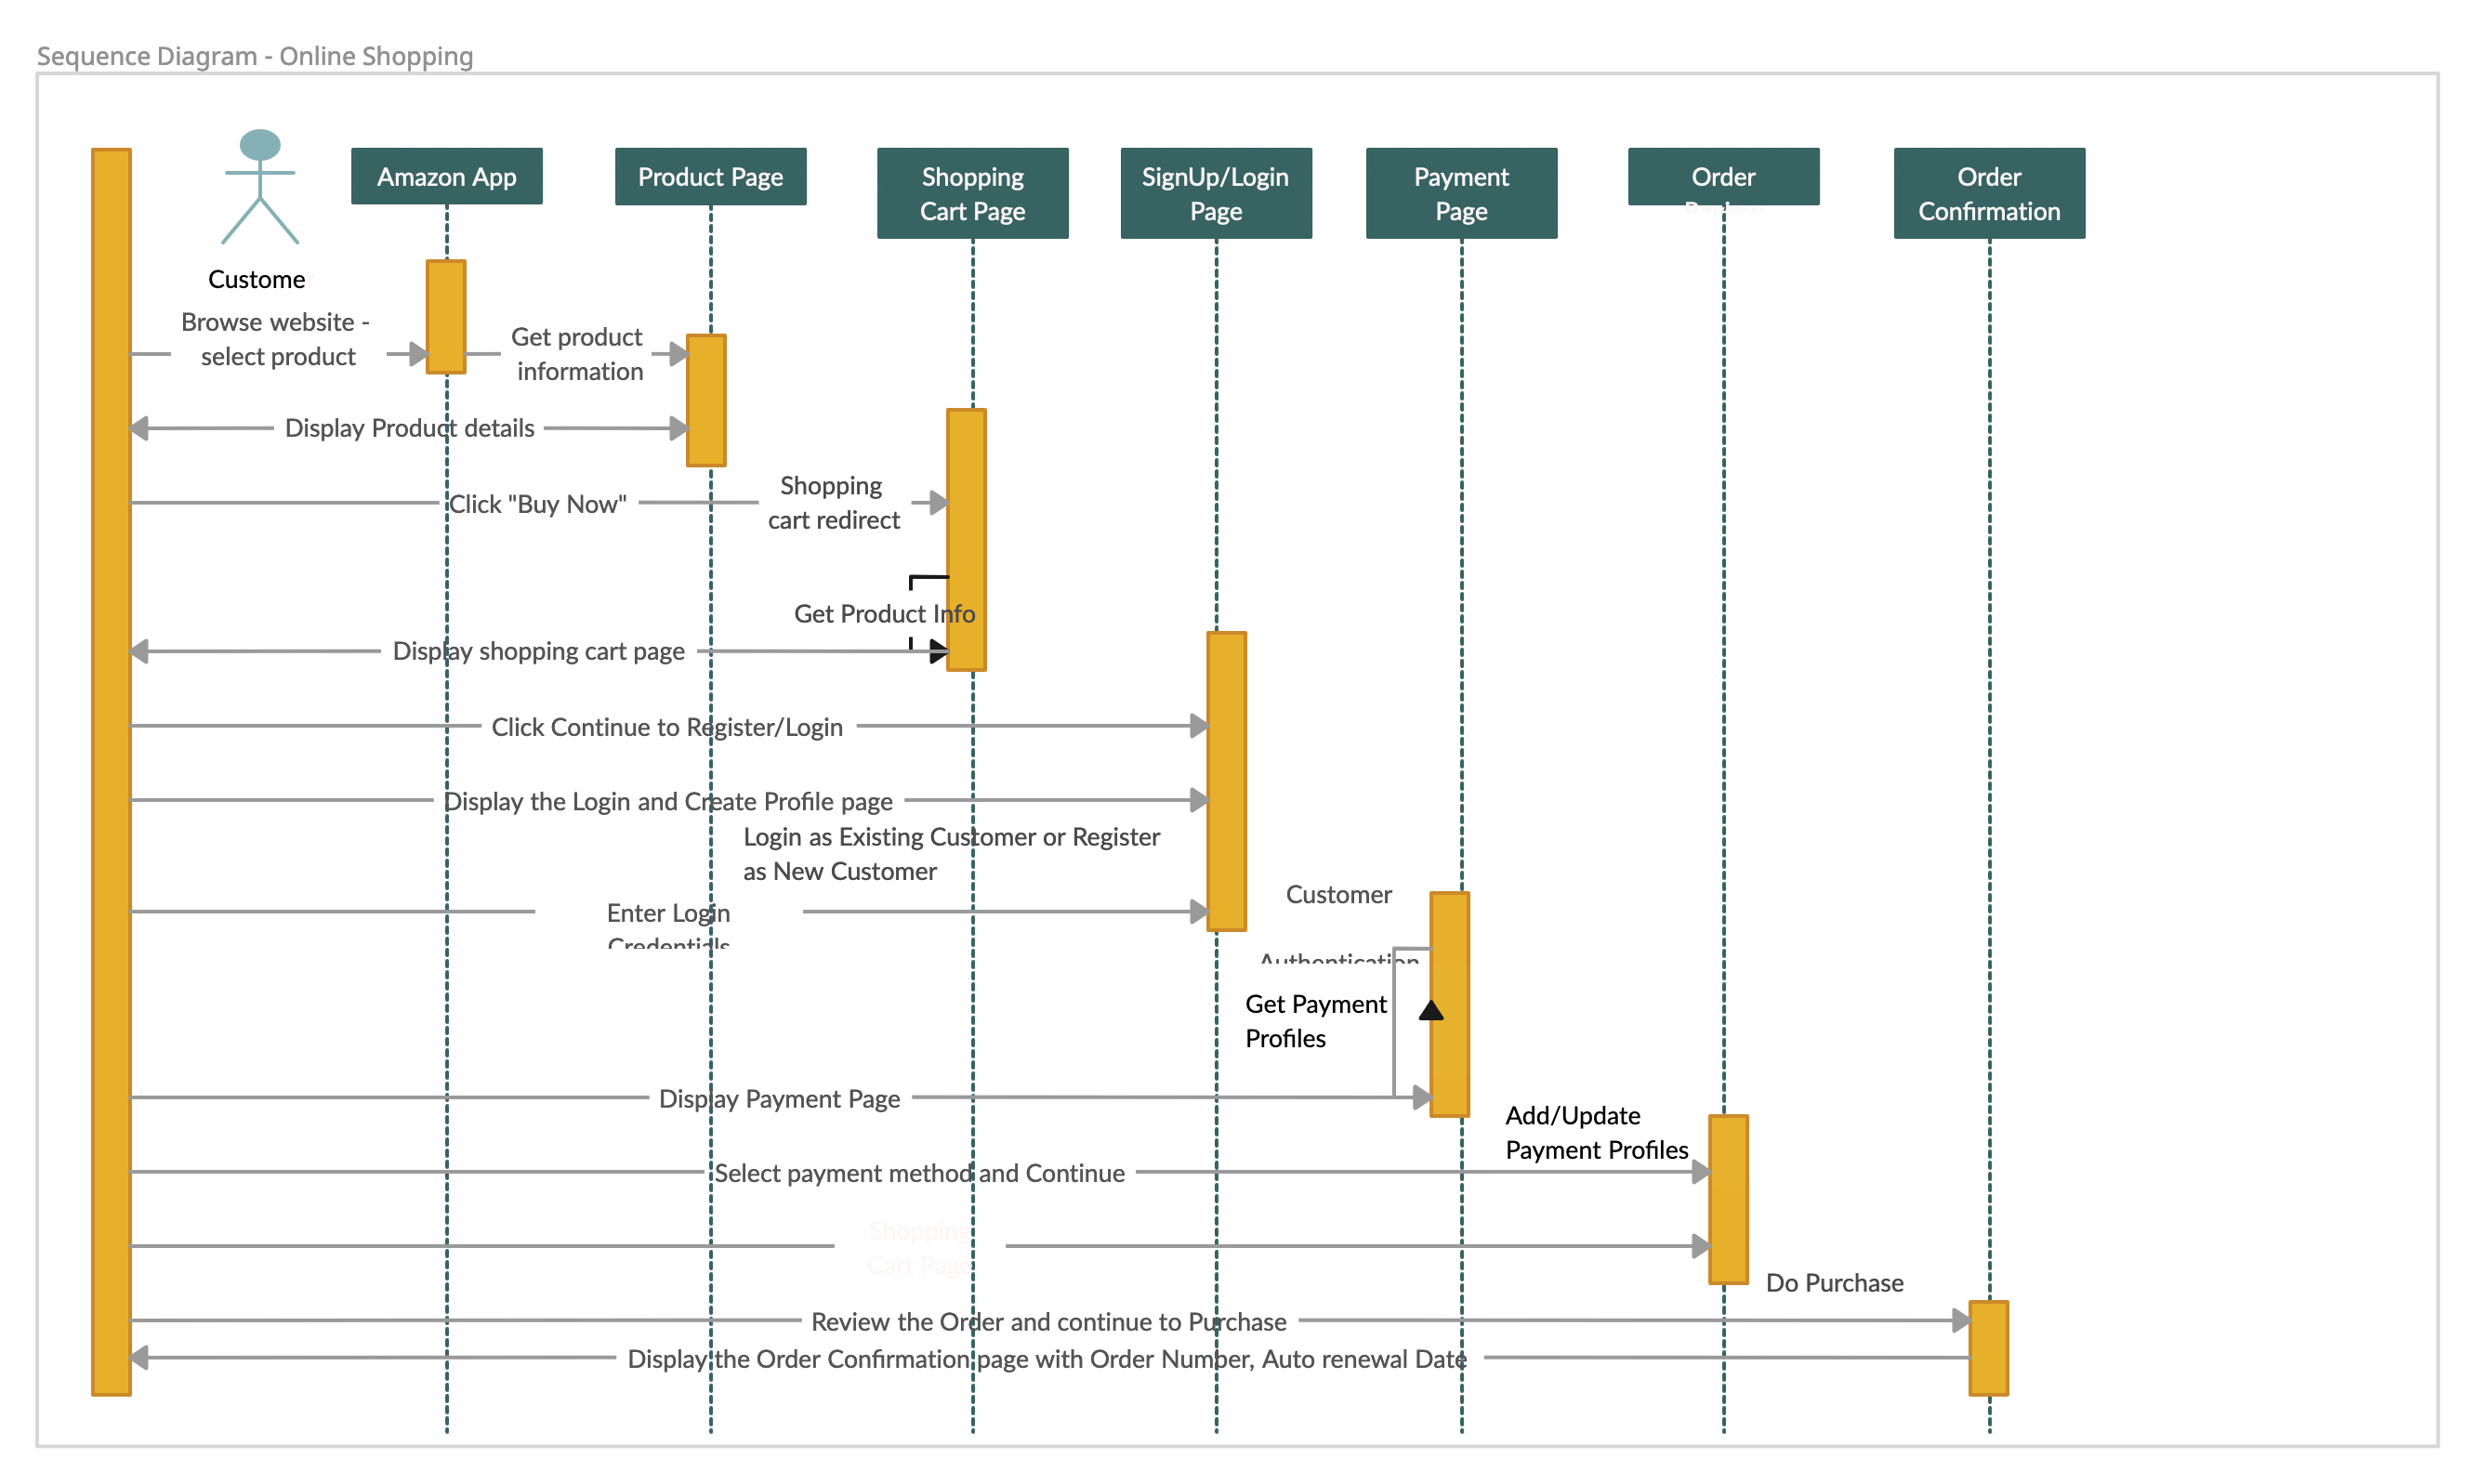 Sequence Diagram - Online Shopping
Amazon App
Product Page
Shopping
Cart Page
SignUp/Login
Page
Payment
Page
Order
Order
Confirmation
Custome
Browse website -
select product
Get product
information
Display Product details
Click "Buy Now"
Shopping
cart redirect
Get Product Info
Display shopping cart page
Click Continue to Register/Login
Display the Login and Create Profile page
Login as Existing Customer or Register
as New Customer
Enter Login
Credentials
Customer
Authentication
Get Payment
Profiles
Display Payment Page
Add/Update
Payment Profiles
Select payment method and Continue
Shopping
Cart Page
Do Purchase
Review the Order and continue to Purchase
Display the Order Confirmation page with Order Number, Auto renewal Date